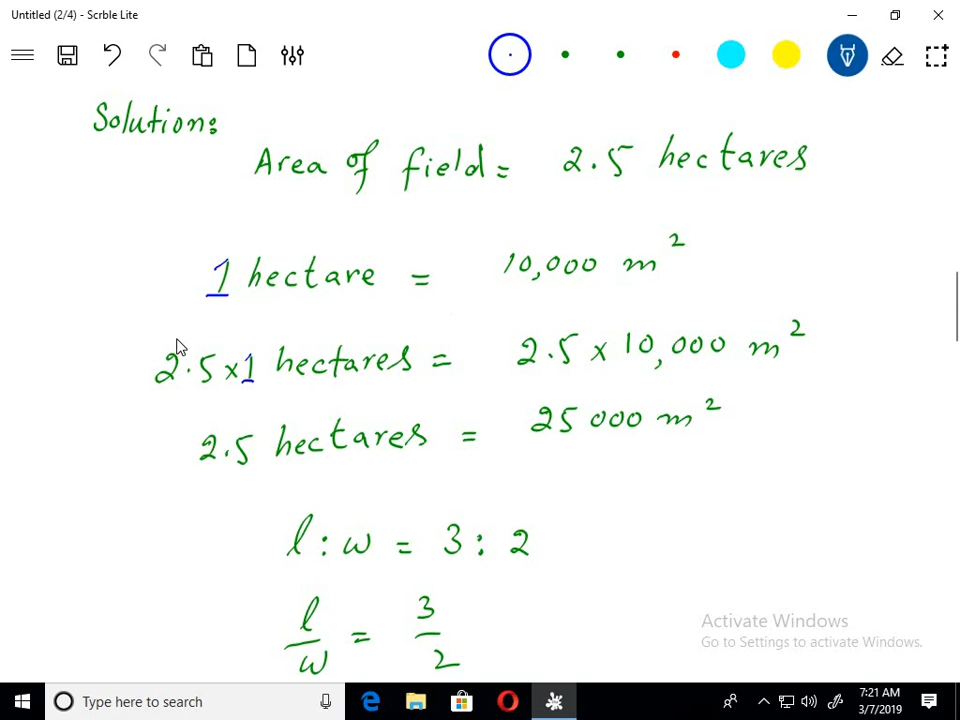 Untitled (2/4) - Scrble Lite
Solution:
Area of field = 2.5 hectares
1 hectare = 10,000 m²
2.5 x 1 hectares = 2.5 x 10,000 m²
2.5 hectares = 25 000 m²
l : w = 3 : 2
l/w = 3/2
Activate Windows
Go to Settings to activate Windows.
Type here to search
7:21 AM
3/7/2019